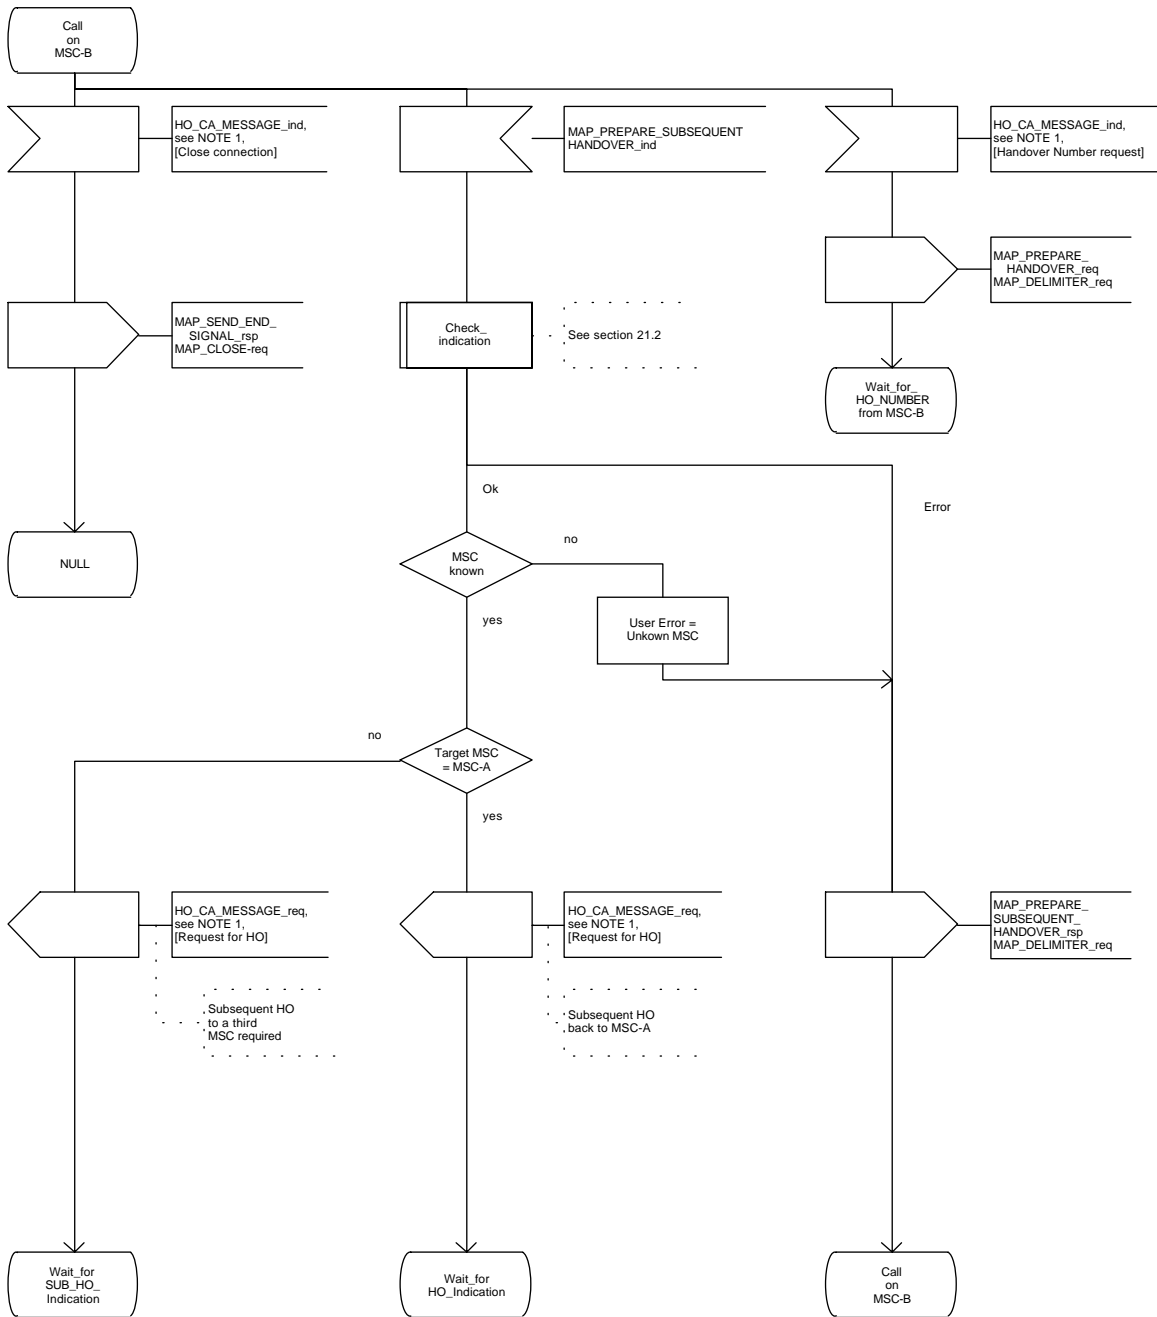 Call
on
MSC-B
HO_CA_MESSAGE_ind,
see NOTE 1,
[Close connection]
MAP_PREPARE_SUBSEQUENT
HANDOVER_ind
HO_CA_MESSAGE_ind,
see NOTE 1,
[Handover Number request]
MAP_PREPARE_
HANDOVER_req
MAP_DELIMITER_req
MAP_SEND_END_
SIGNAL_rsp
MAP_CLOSE-req
Check_
indication
See section 21.2
Wait_for_
HO_NUMBER
from MSC-B
Ok
Error
NULL
MSC
known
no
yes
User Error =
Unkown MSC
no
Target MSC
= MSC-A
yes
HO_CA_MESSAGE_req,
see NOTE 1,
[Request for HO]
HO_CA_MESSAGE_req,
see NOTE 1,
[Request for HO]
MAP_PREPARE_
SUBSEQUENT_
HANDOVER_rsp
MAP_DELIMITER_req
Subsequent HO
to a third
MSC required
Subsequent HO
back to MSC-A
Wait_for
SUB_HO_
Indication
Wait_for
HO_Indication
Call
on
MSC-B